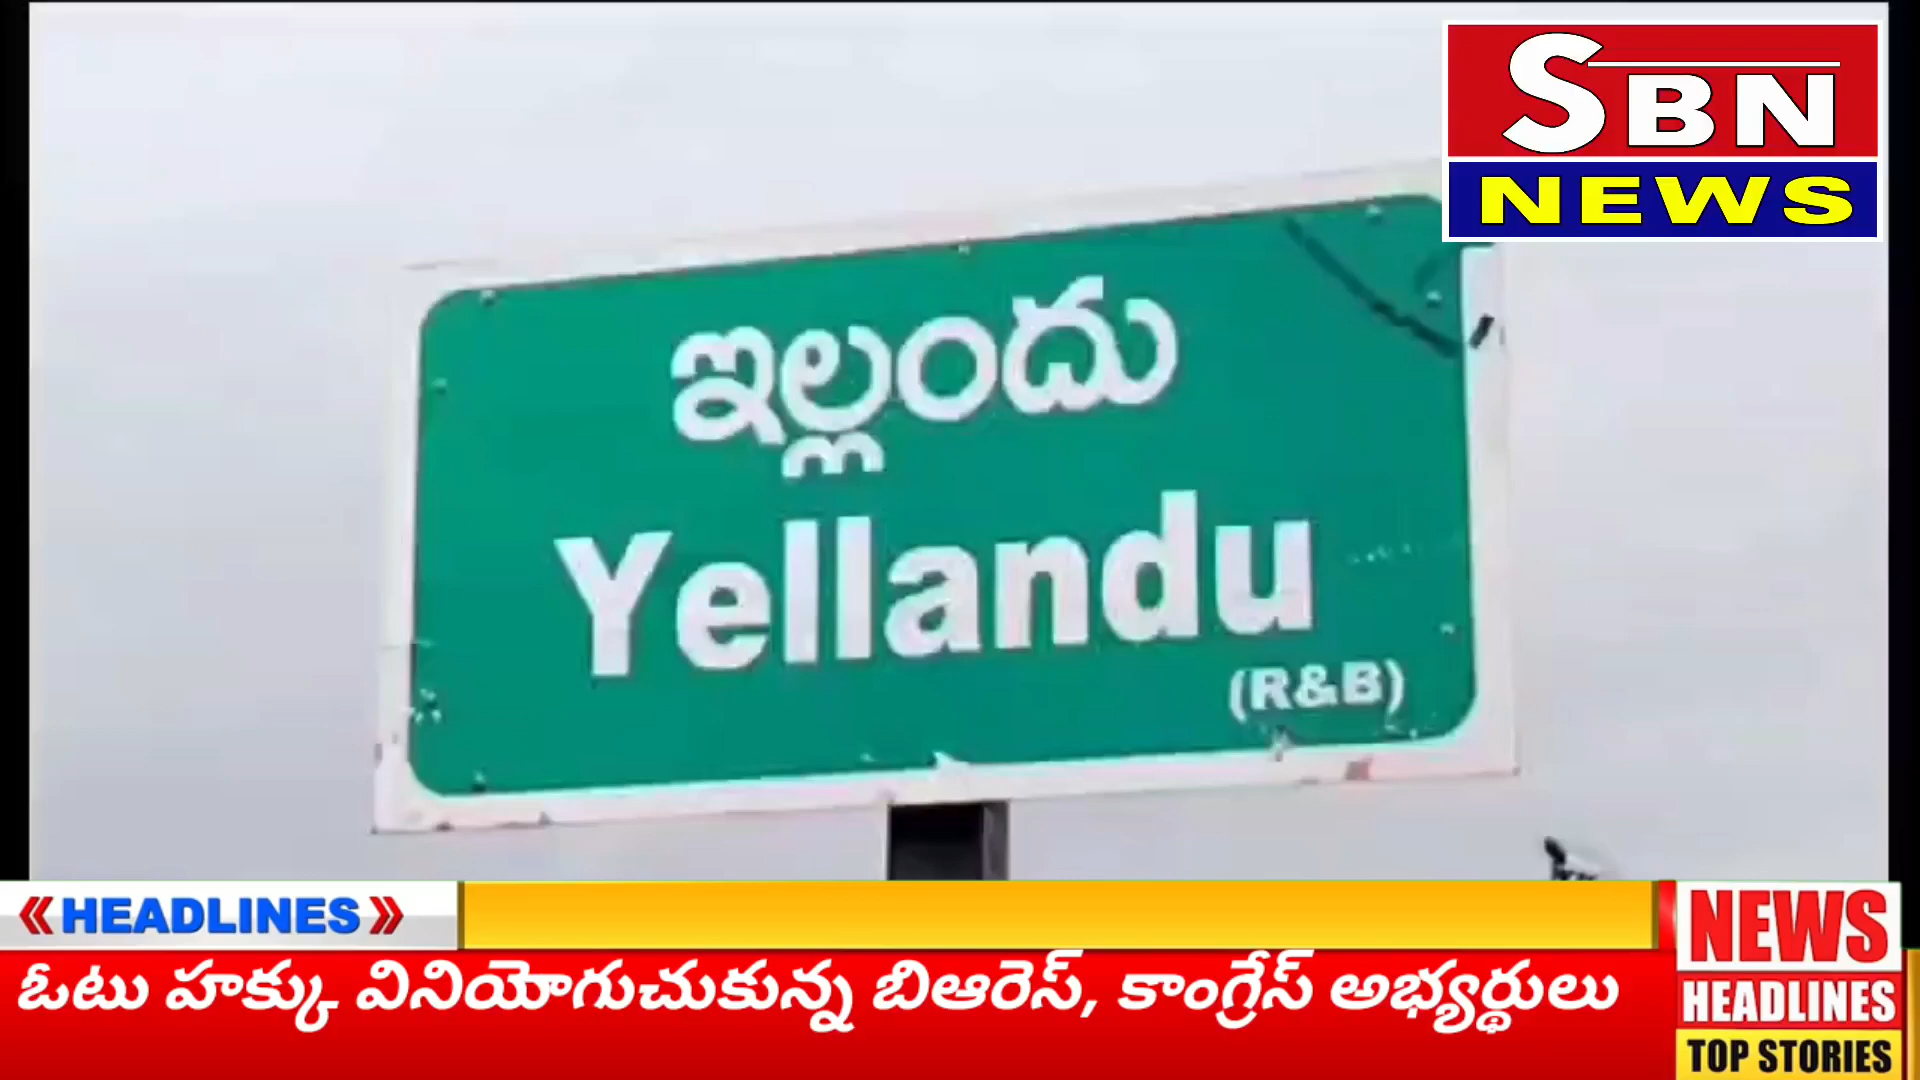 SBN
NEWS
ఇల్లందు
Yellandu
(R&B)
HEADLINES
ఓటు హక్కు వినియోగుచుకున్న బిఆరెస్, కాంగ్రేస్ అభ్యర్థులు
NEWS
HEADLINES
TOP STORIES